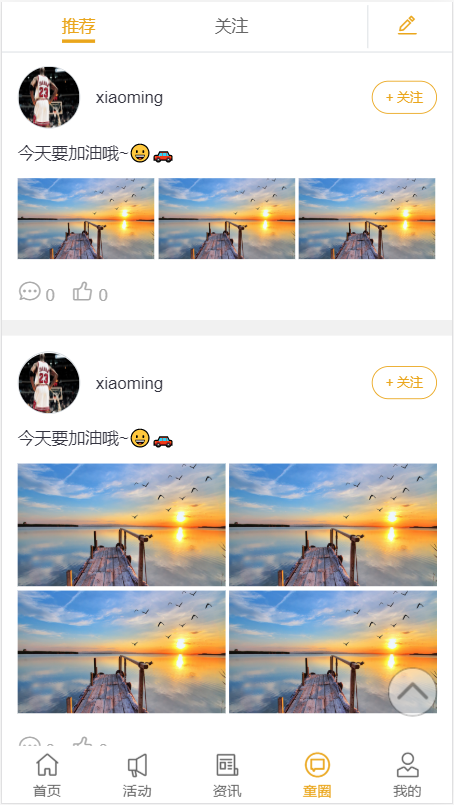 推荐 关注
xiaoming + 关注
今天要加油哦~😀🚗
0 0
xiaoming + 关注
今天要加油哦~😀🚙
首页 活动 资讯 童圈 我的